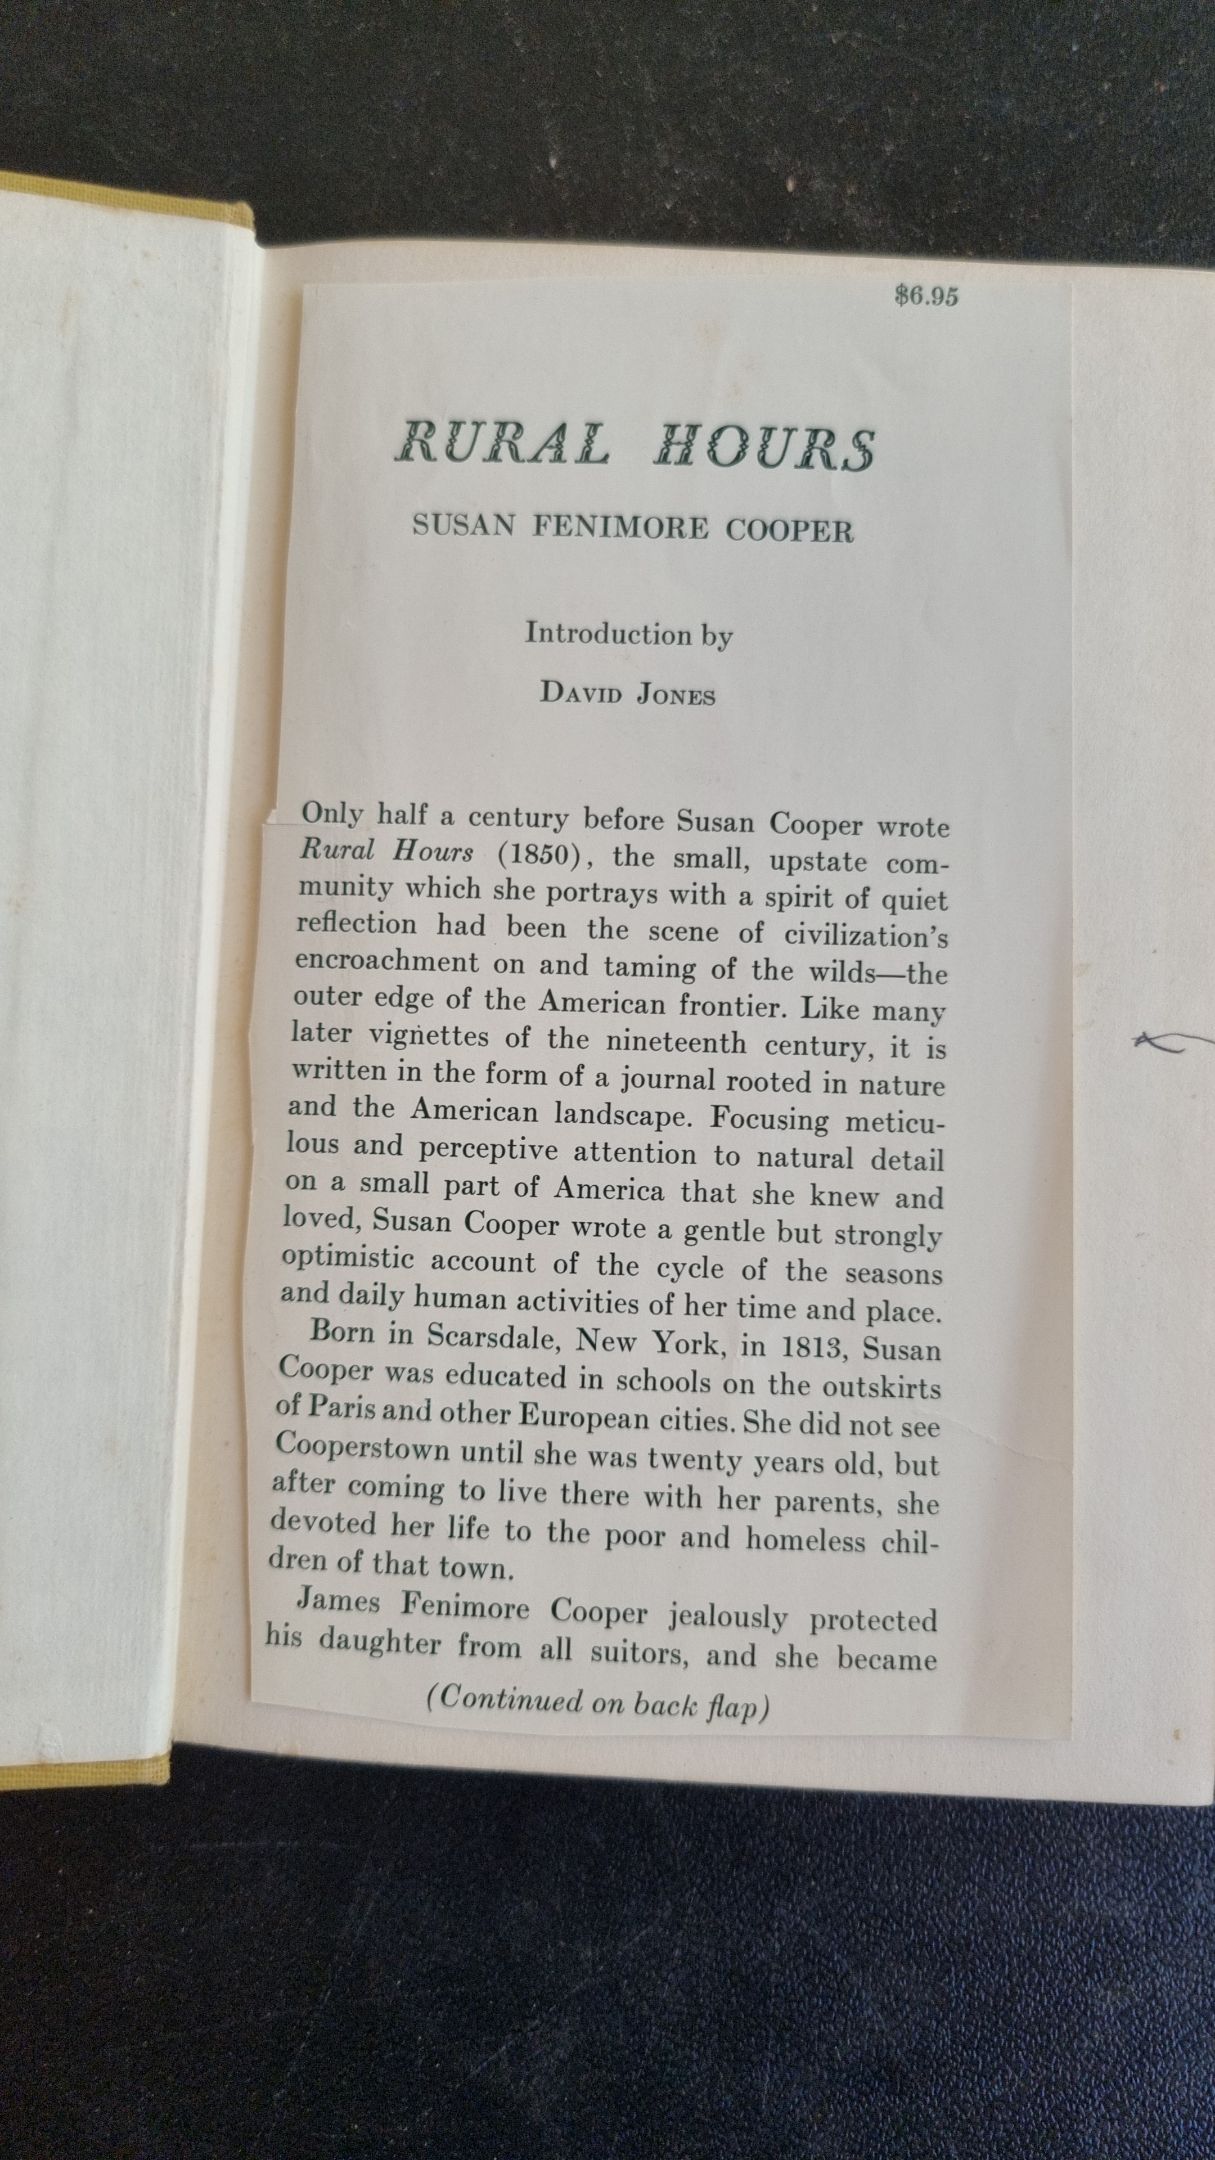 $6.95
RURAL HOURS
SUSAN FENIMORE COOPER
Introduction by
DAVID JONES
Only half a century before Susan Cooper wrote
Rural Hours (1850), the small, upstate com-
munity which she portrays with a spirit of quiet
reflection had been the scene of civilization's
encroachment on and taming of the wilds—the
outer edge of the American frontier. Like many
later vignettes of the nineteenth century, it is
written in the form of a journal rooted in nature
and the American landscape. Focusing meticu-
lous and perceptive attention to natural detail
on a small part of America that she knew and
loved, Susan Cooper wrote a gentle but strongly
optimistic account of the cycle of the seasons
and daily human activities of her time and place.
Born in Scarsdale, New York, in 1813, Susan
Cooper was educated in schools on the outskirts
of Paris and other European cities. She did not see
Cooperstown until she was twenty years old, but
after coming to live there with her parents, she
devoted her life to the poor and homeless chil-
dren of that town.
James Fenimore Cooper jealously protected
his daughter from all suitors, and she became
(Continued on back flap)